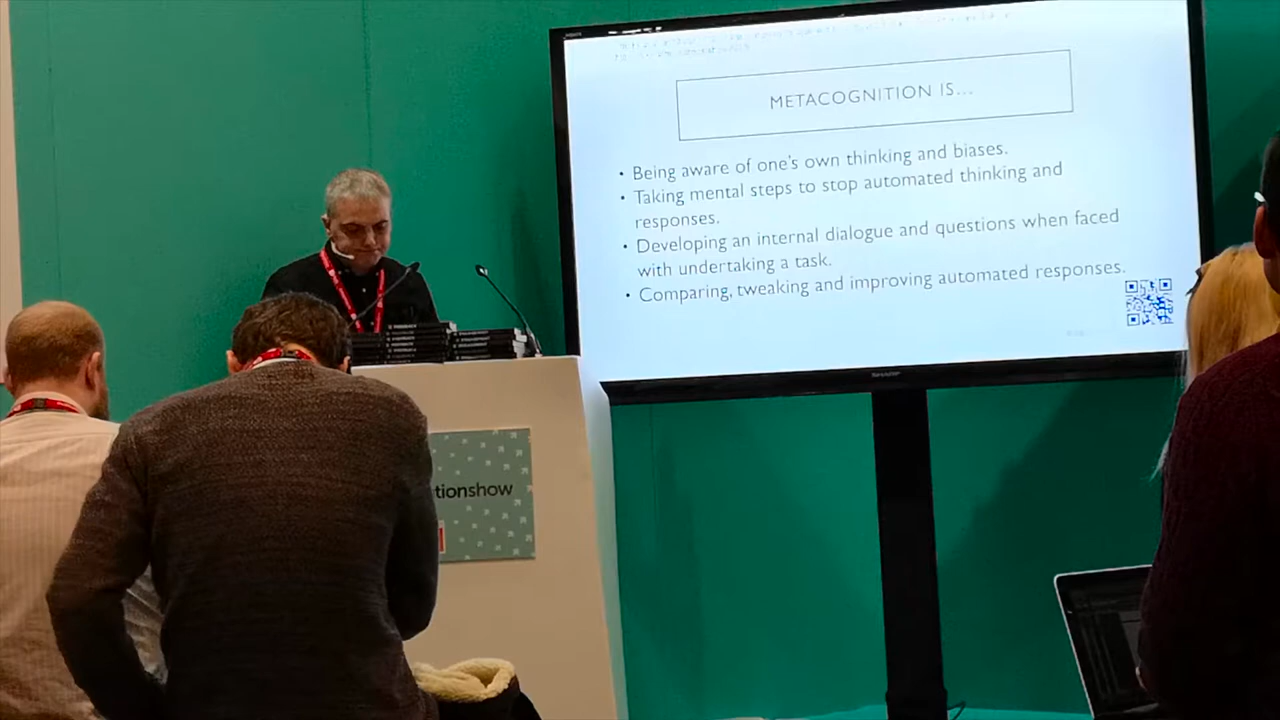 METACOGNITION IS...
• Being aware of one's own thinking and biases.
• Taking mental steps to stop automated thinking and
responses.
• Developing an internal dialogue and questions when faced
with undertaking a task.
• Comparing, tweaking and improving automated responses.
SHARP
tionshow